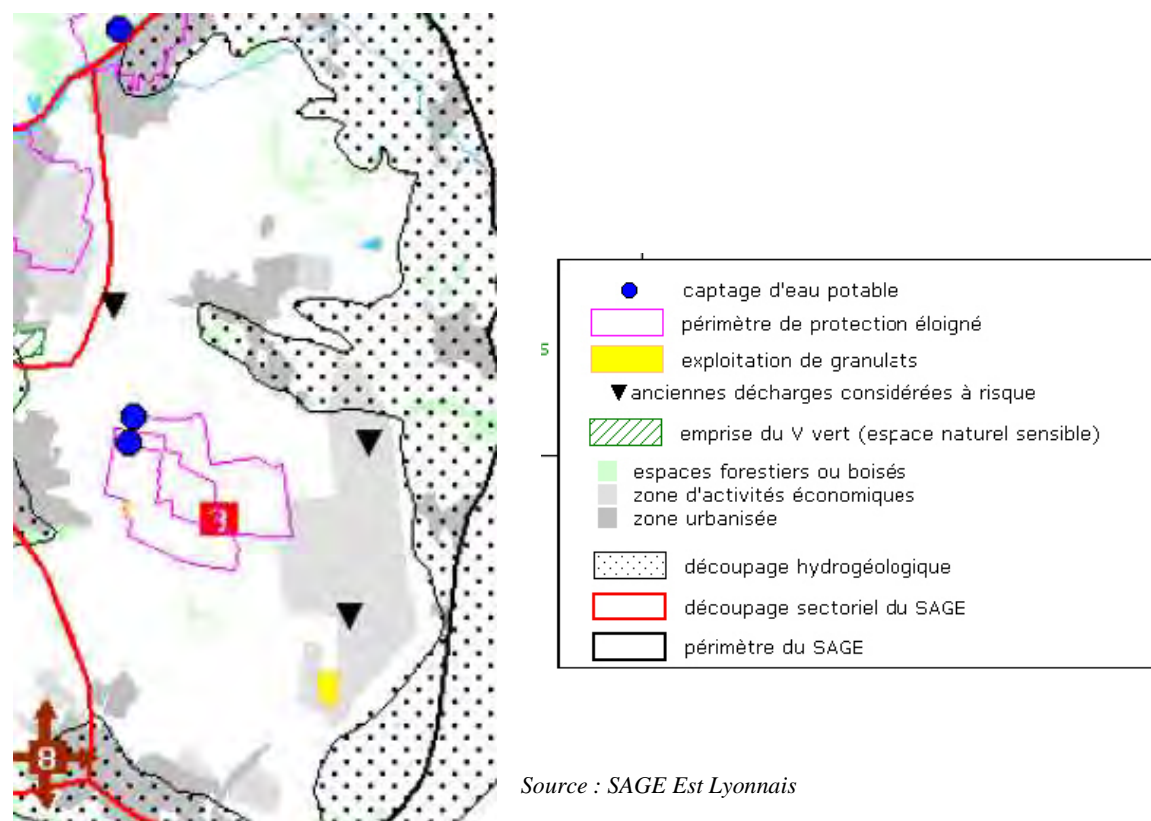 3
8
s
captage d'eau potable
périmètre de protection éloigné
exploitation de granulats
anciennes décharges considérées à risque
emprise du V vert (espace naturel sensible)
espaces forestiers ou boisés
zone d'activités économiques
zone urbanisée
découpage hydrogéologique
découpage sectoriel du SAGE
périmètre du SAGE
Source : SAGE Est Lyonnais